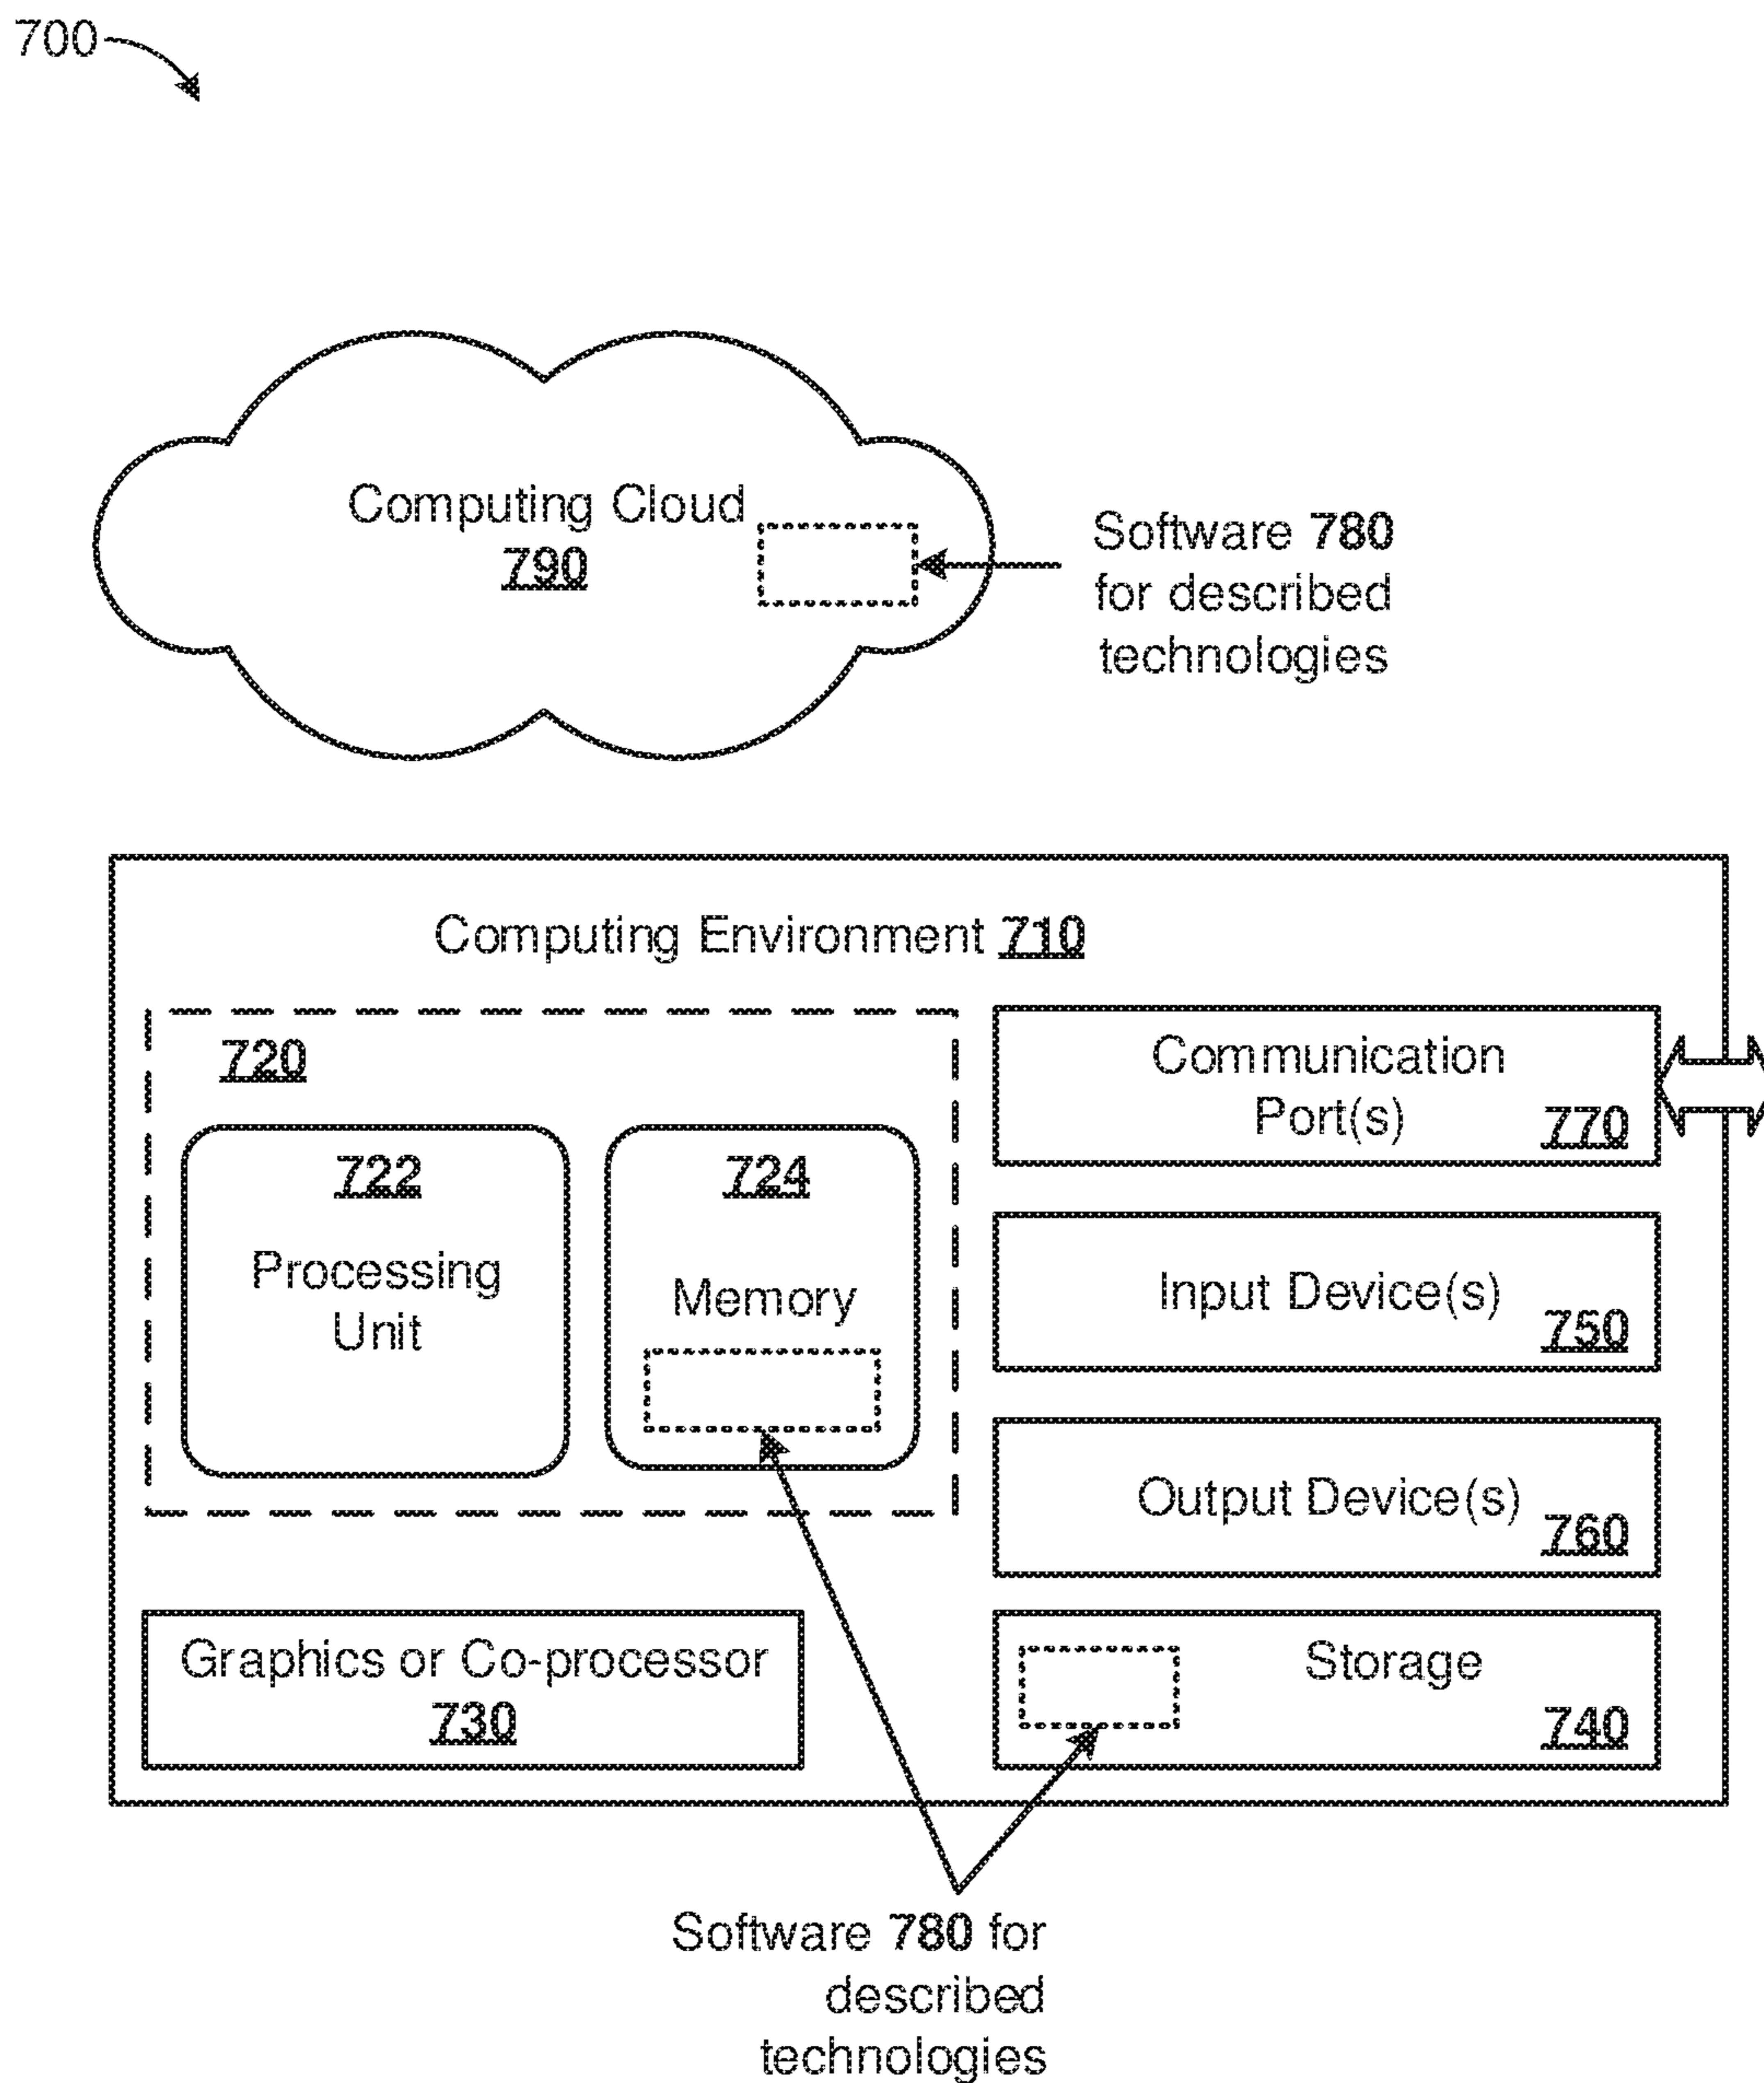 700
Computing Cloud
790
Software 780
for described
technologies
Computing Environment 710
720
722
Processing
Unit
724
Memory
Communication
Port(s) 770
Input Device(s)
750
Output Device(s)
760
Graphics or Co-processor
730
Storage
740
Software 780 for
described
technologies